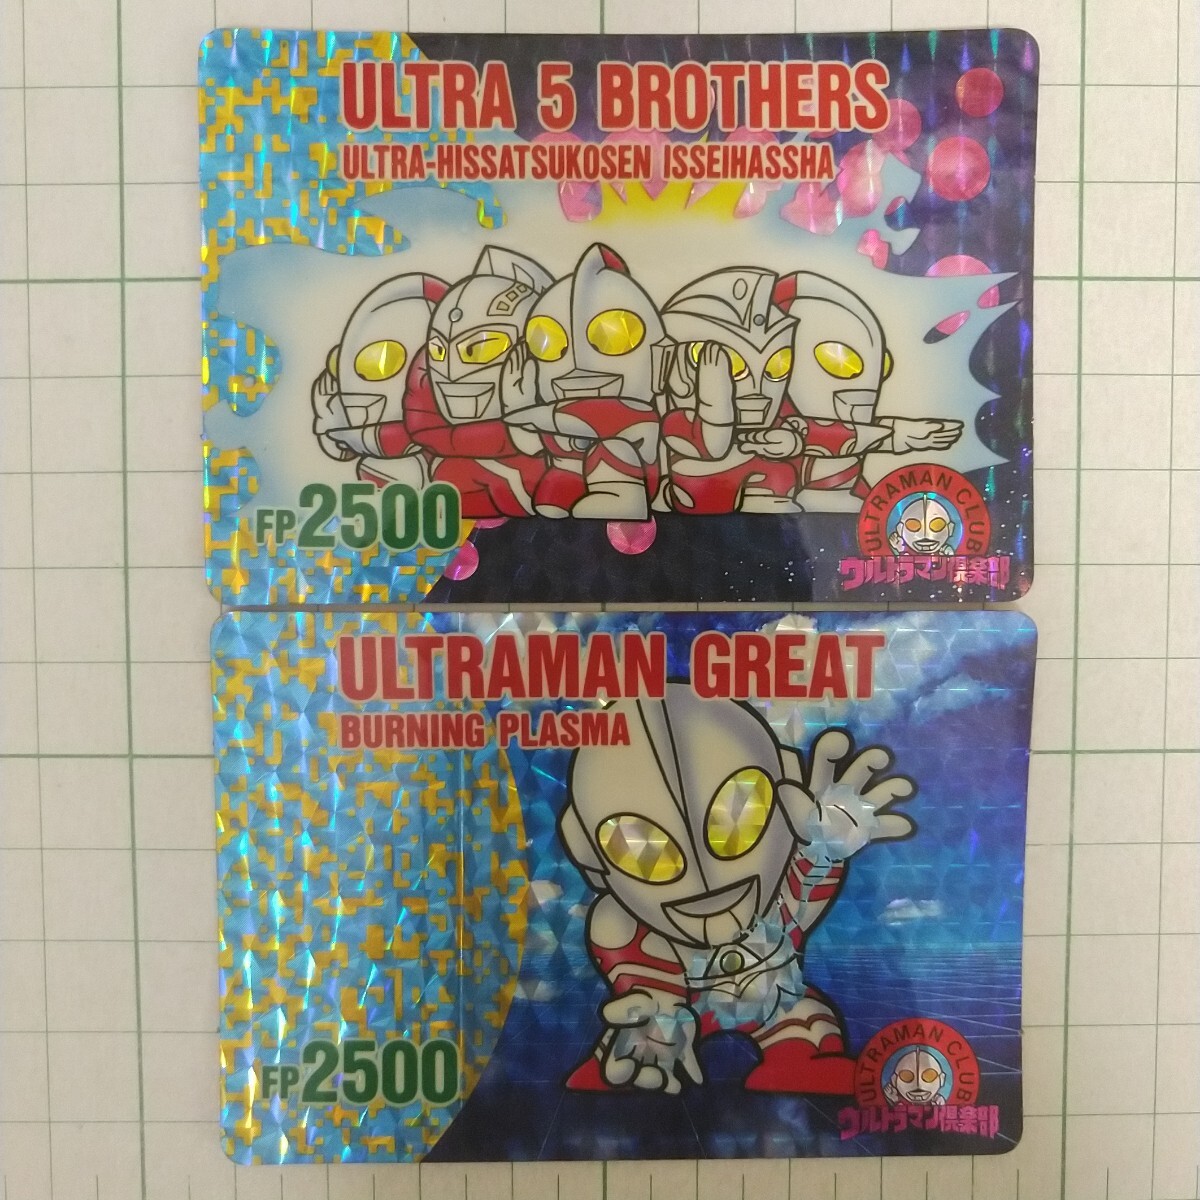 ULTRA 5 BROTHERS
ULTRA-HISSATSUKOSEN ISSEIHASSHA
FP2500
ULTRAMAN CLUB
ウルトラマン倶楽部
ULTRAMAN GREAT
BURNING PLASMA
FP2500
ULTRAMAN CLUB
ウルトラマン倶楽部